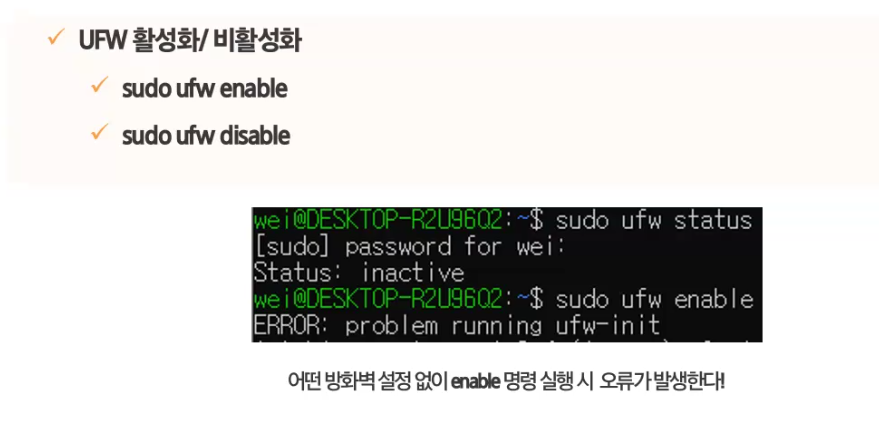 ✓ UFW 활성화/ 비활성화
✓ sudo ufw enable
✓ sudo ufw disable
wei@DESKTOP-R2U96Q2:~$ sudo ufw status
[sudo] password for wei:
Status: inactive
wei@DESKTOP-R2U96Q2:~$ sudo ufw enable
ERROR: problem running ufw-init
어떤 방화벽 설정 없이 enable 명령 실행 시 오류가 발생한다!